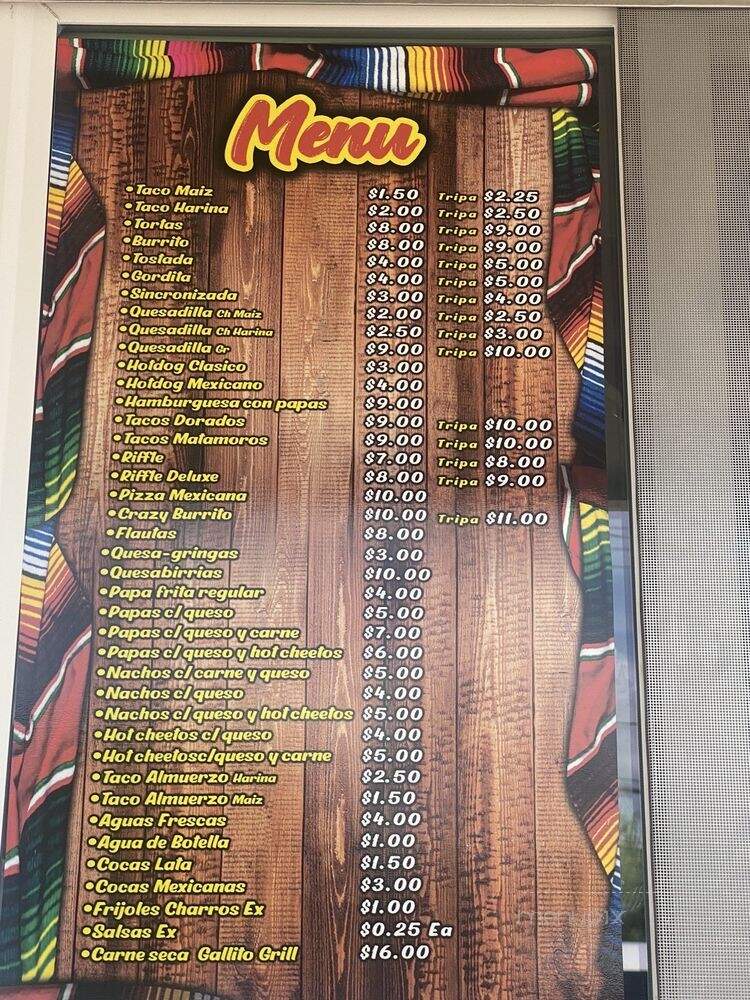 Menu
•Taco Maiz $1.50 Tripa $2.25
•Taco Harina $2.00 Tripa $2.50
•Tortas $8.00 Tripa $9.00
•Burrito $8.00 Tripa $9.00
•Tostada $4.00 Tripa $5.00
•Gordita $4.00 Tripa $5.00
•Sincronizada $3.00 Tripa $4.00
•Quesadilla Ch Maiz $2.00 Tripa $2.50
•Quesadilla Ch Harina $2.50 Tripa $3.00
•Quesadilla Gr $9.00 Tripa $10.00
•Hotdog Clasico $3.00
•Hotdog Mexicano $4.00
•Hamburguesa con papas $9.00
•Tacos Dorados $9.00 Tripa $10.00
•Tacos Matamoros $9.00 Tripa $10.00
•Riffle $7.00 Tripa $8.00
•Riffle Deluxe $8.00 Tripa $9.00
•Pizza Mexicana $10.00
•Crazy Burrito $10.00 Tripa $11.00
•Flautas $8.00
•Quesa-gringas $3.00
•Quesabirrias $10.00
•Papa frita regular $4.00
•Papas c/queso $5.00
•Papas c/queso y carne $7.00
•Papas c/queso y hot cheetos $6.00
•Nachos c/carne y queso $5.00
•Nachos c/queso $4.00
•Nachos c/queso y hot cheetos $5.00
•Hot cheetos c/queso $4.00
•Hot cheetosc/queso y carne $5.00
•Taco Almuerzo Harina $2.50
•Taco Almuerzo Maiz $1.50
•Aguas Frescas $4.00
•Agua de Botella $1.00
•Cocas Lata $1.50
•Cocas Mexicanas $3.00
•Frijoles Charros Ex $1.00
•Salsas Ex $0.25 Ea
•Carne seca Gallito Grill $16.00